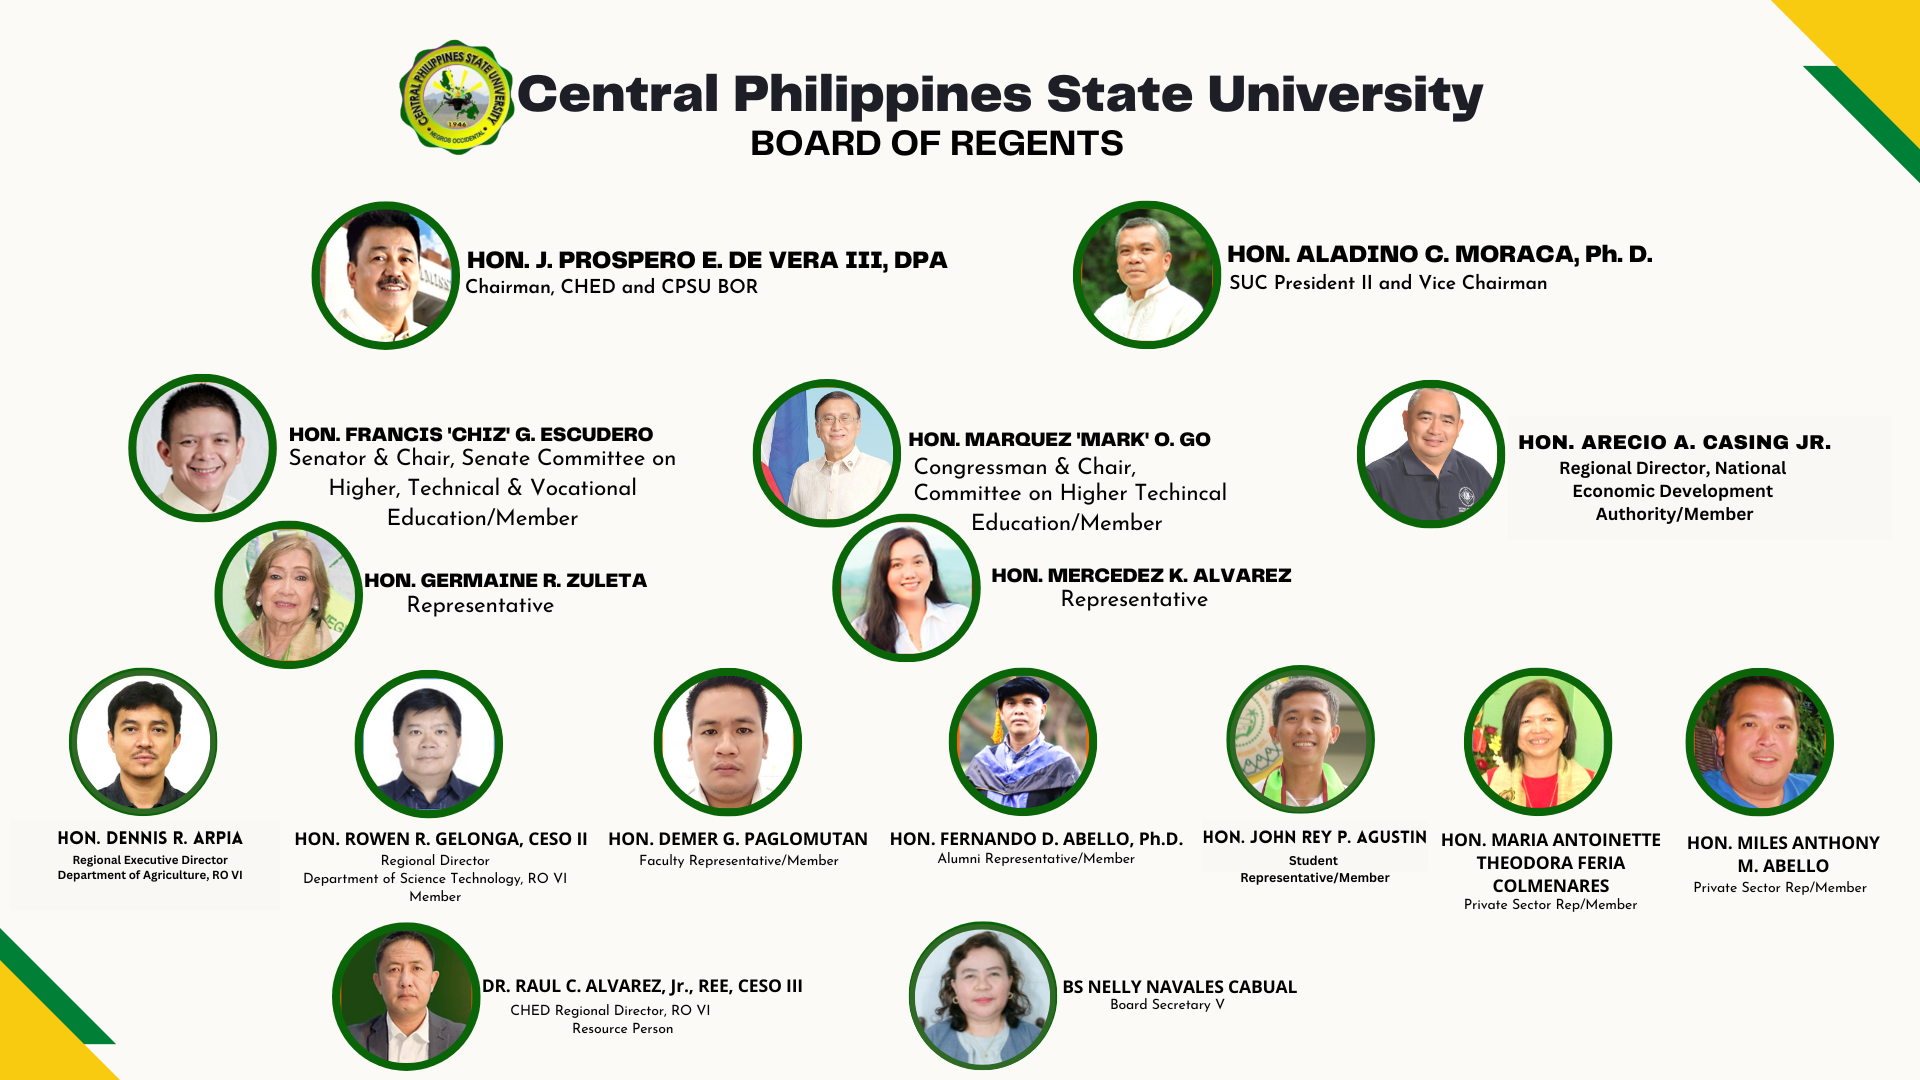 CENTRAL PHILIPPINES STATE UNIVERSITY
1946
NEGROS OCCIDENTAL
Central Philippines State University
BOARD OF REGENTS
HON. J. PROSPERO E. DE VERA III, DPA
Chairman, CHED and CPSU BOR
HON. ALADINO C. MORACA, Ph. D.
SUC President II and Vice Chairman
HON. FRANCIS 'CHIZ' G. ESCUDERO
Senator & Chair, Senate Committee on
Higher, Technical & Vocational
Education/Member
HON. MARQUEZ 'MARK' O. GO
Congressman & Chair,
Committee on Higher Techincal
Education/Member
HON. ARECIO A. CASING JR.
Regional Director, National
Economic Development
Authority/Member
HON. GERMAINE R. ZULETA
Representative
HON. MERCEDEZ K. ALVAREZ
Representative
HON. DENNIS R. ARPIA
Regional Executive Director
Department of Agriculture, RO VI
HON. ROWEN R. GELONGA, CESO II
Regional Director
Department of Science Technology, RO VI
Member
HON. DEMER G. PAGLOMUTAN
Faculty Representative/Member
HON. FERNANDO D. ABELLO, Ph.D.
Alumni Representative/Member
HON. JOHN REY P. AGUSTIN
Student
Representative/Member
HON. MARIA ANTOINETTE
THEODORA FERIA
COLMENARES
Private Sector Rep/Member
HON. MILES ANTHONY
M. ABELLO
Private Sector Rep/Member
DR. RAUL C. ALVAREZ, Jr., REE, CESO III
CHED Regional Director, RO VI
Resource Person
BS NELLY NAVALES CABUAL
Board Secretary V